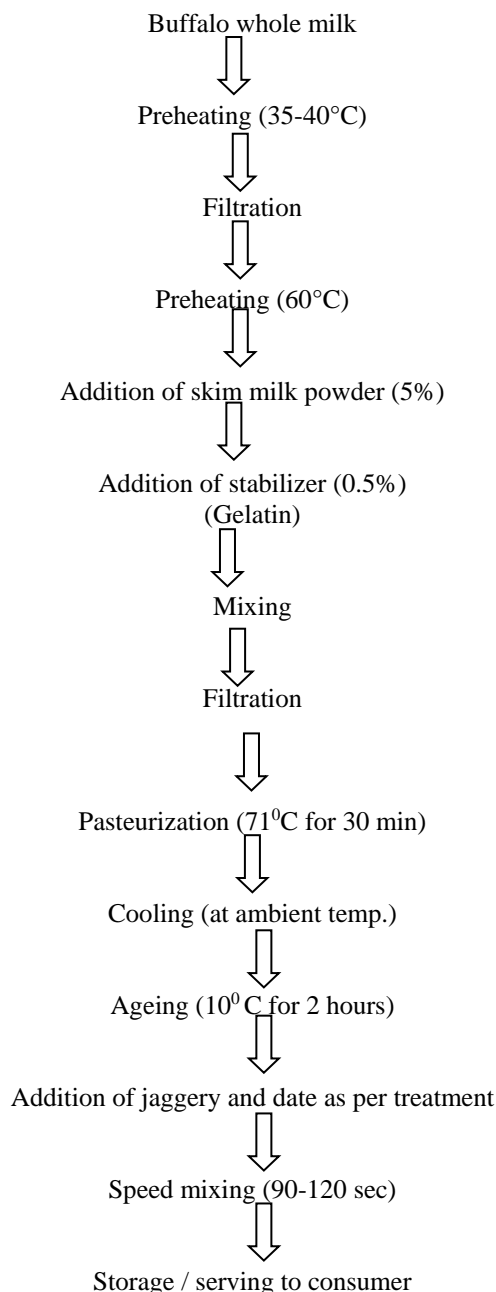 Buffalo whole milk
Preheating (35-40°C)
Filtration
Preheating (60°C)
Addition of skim milk powder (5%)
Addition of stabilizer (0.5%)
(Gelatin)
Mixing
Filtration
Pasteurization (71⁰C for 30 min)
Cooling (at ambient temp.)
Ageing (10⁰ C for 2 hours)
Addition of jaggery and date as per treatment
Speed mixing (90-120 sec)
Storage / serving to consumer